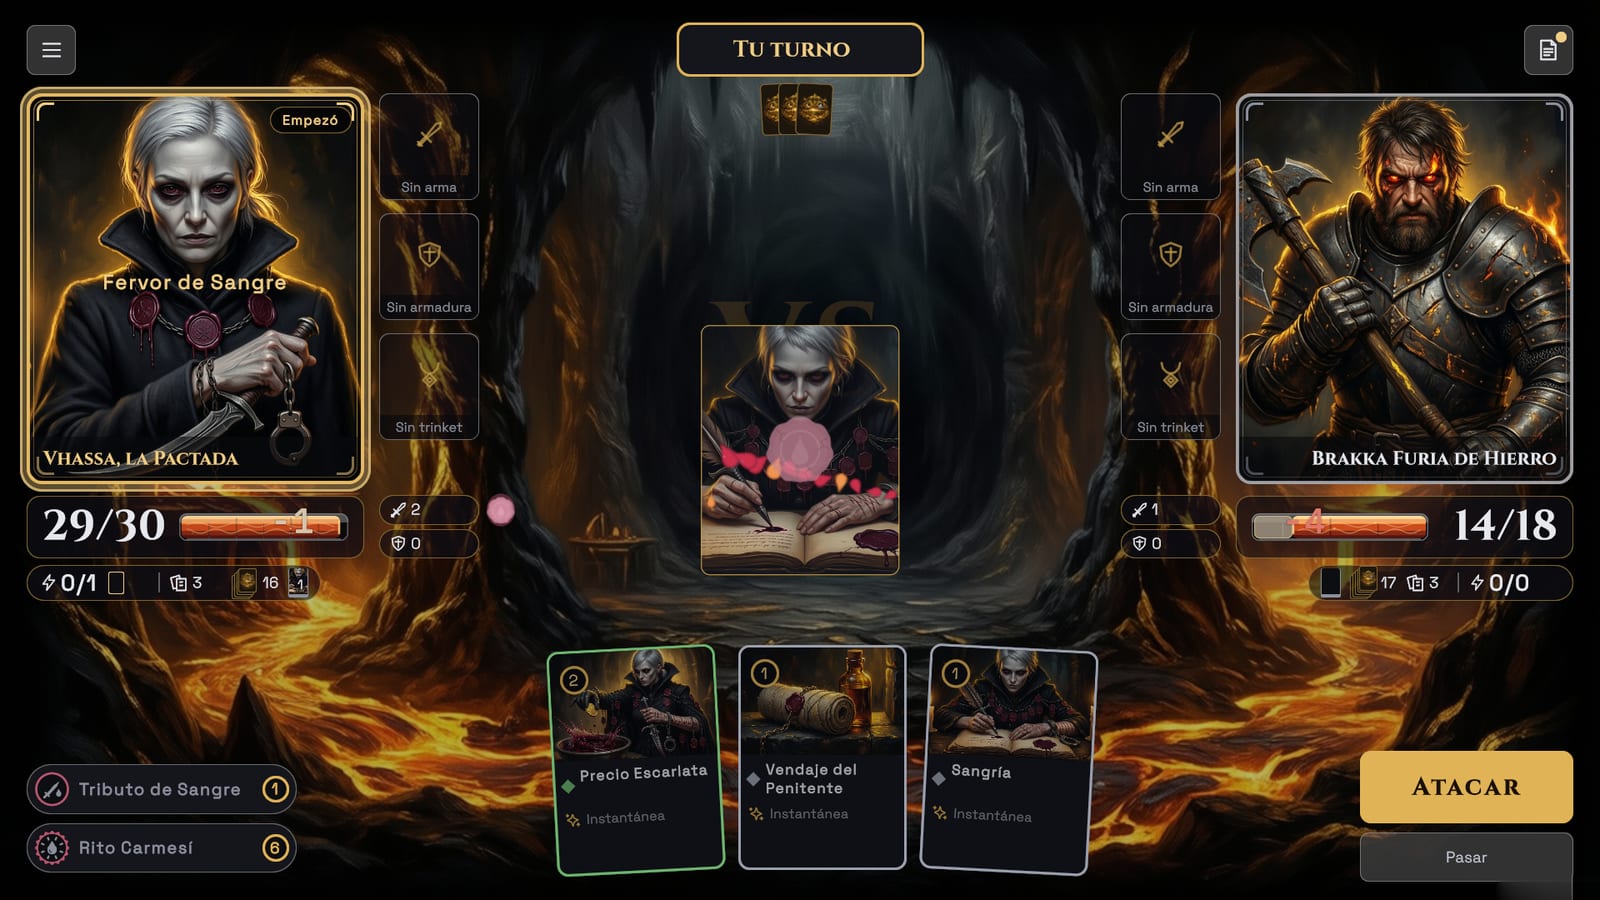 Tu turno
Empezó
Fervor de Sangre
Vhassa, la Pactada
29/30
-1
0/1
3
16
1
Sin arma
Sin armadura
Sin trinket
2
0
VS
Sin arma
Sin armadura
Sin trinket
1
0
Brakka Furia de Hierro
-4
14/18
17
3
0/0
2
Precio Escarlata
Instantánea
1
Vendaje del
Penitente
Instantánea
1
Sangría
Instantánea
Tributo de Sangre
1
Rito Carmesí
6
Atacar
Pasar